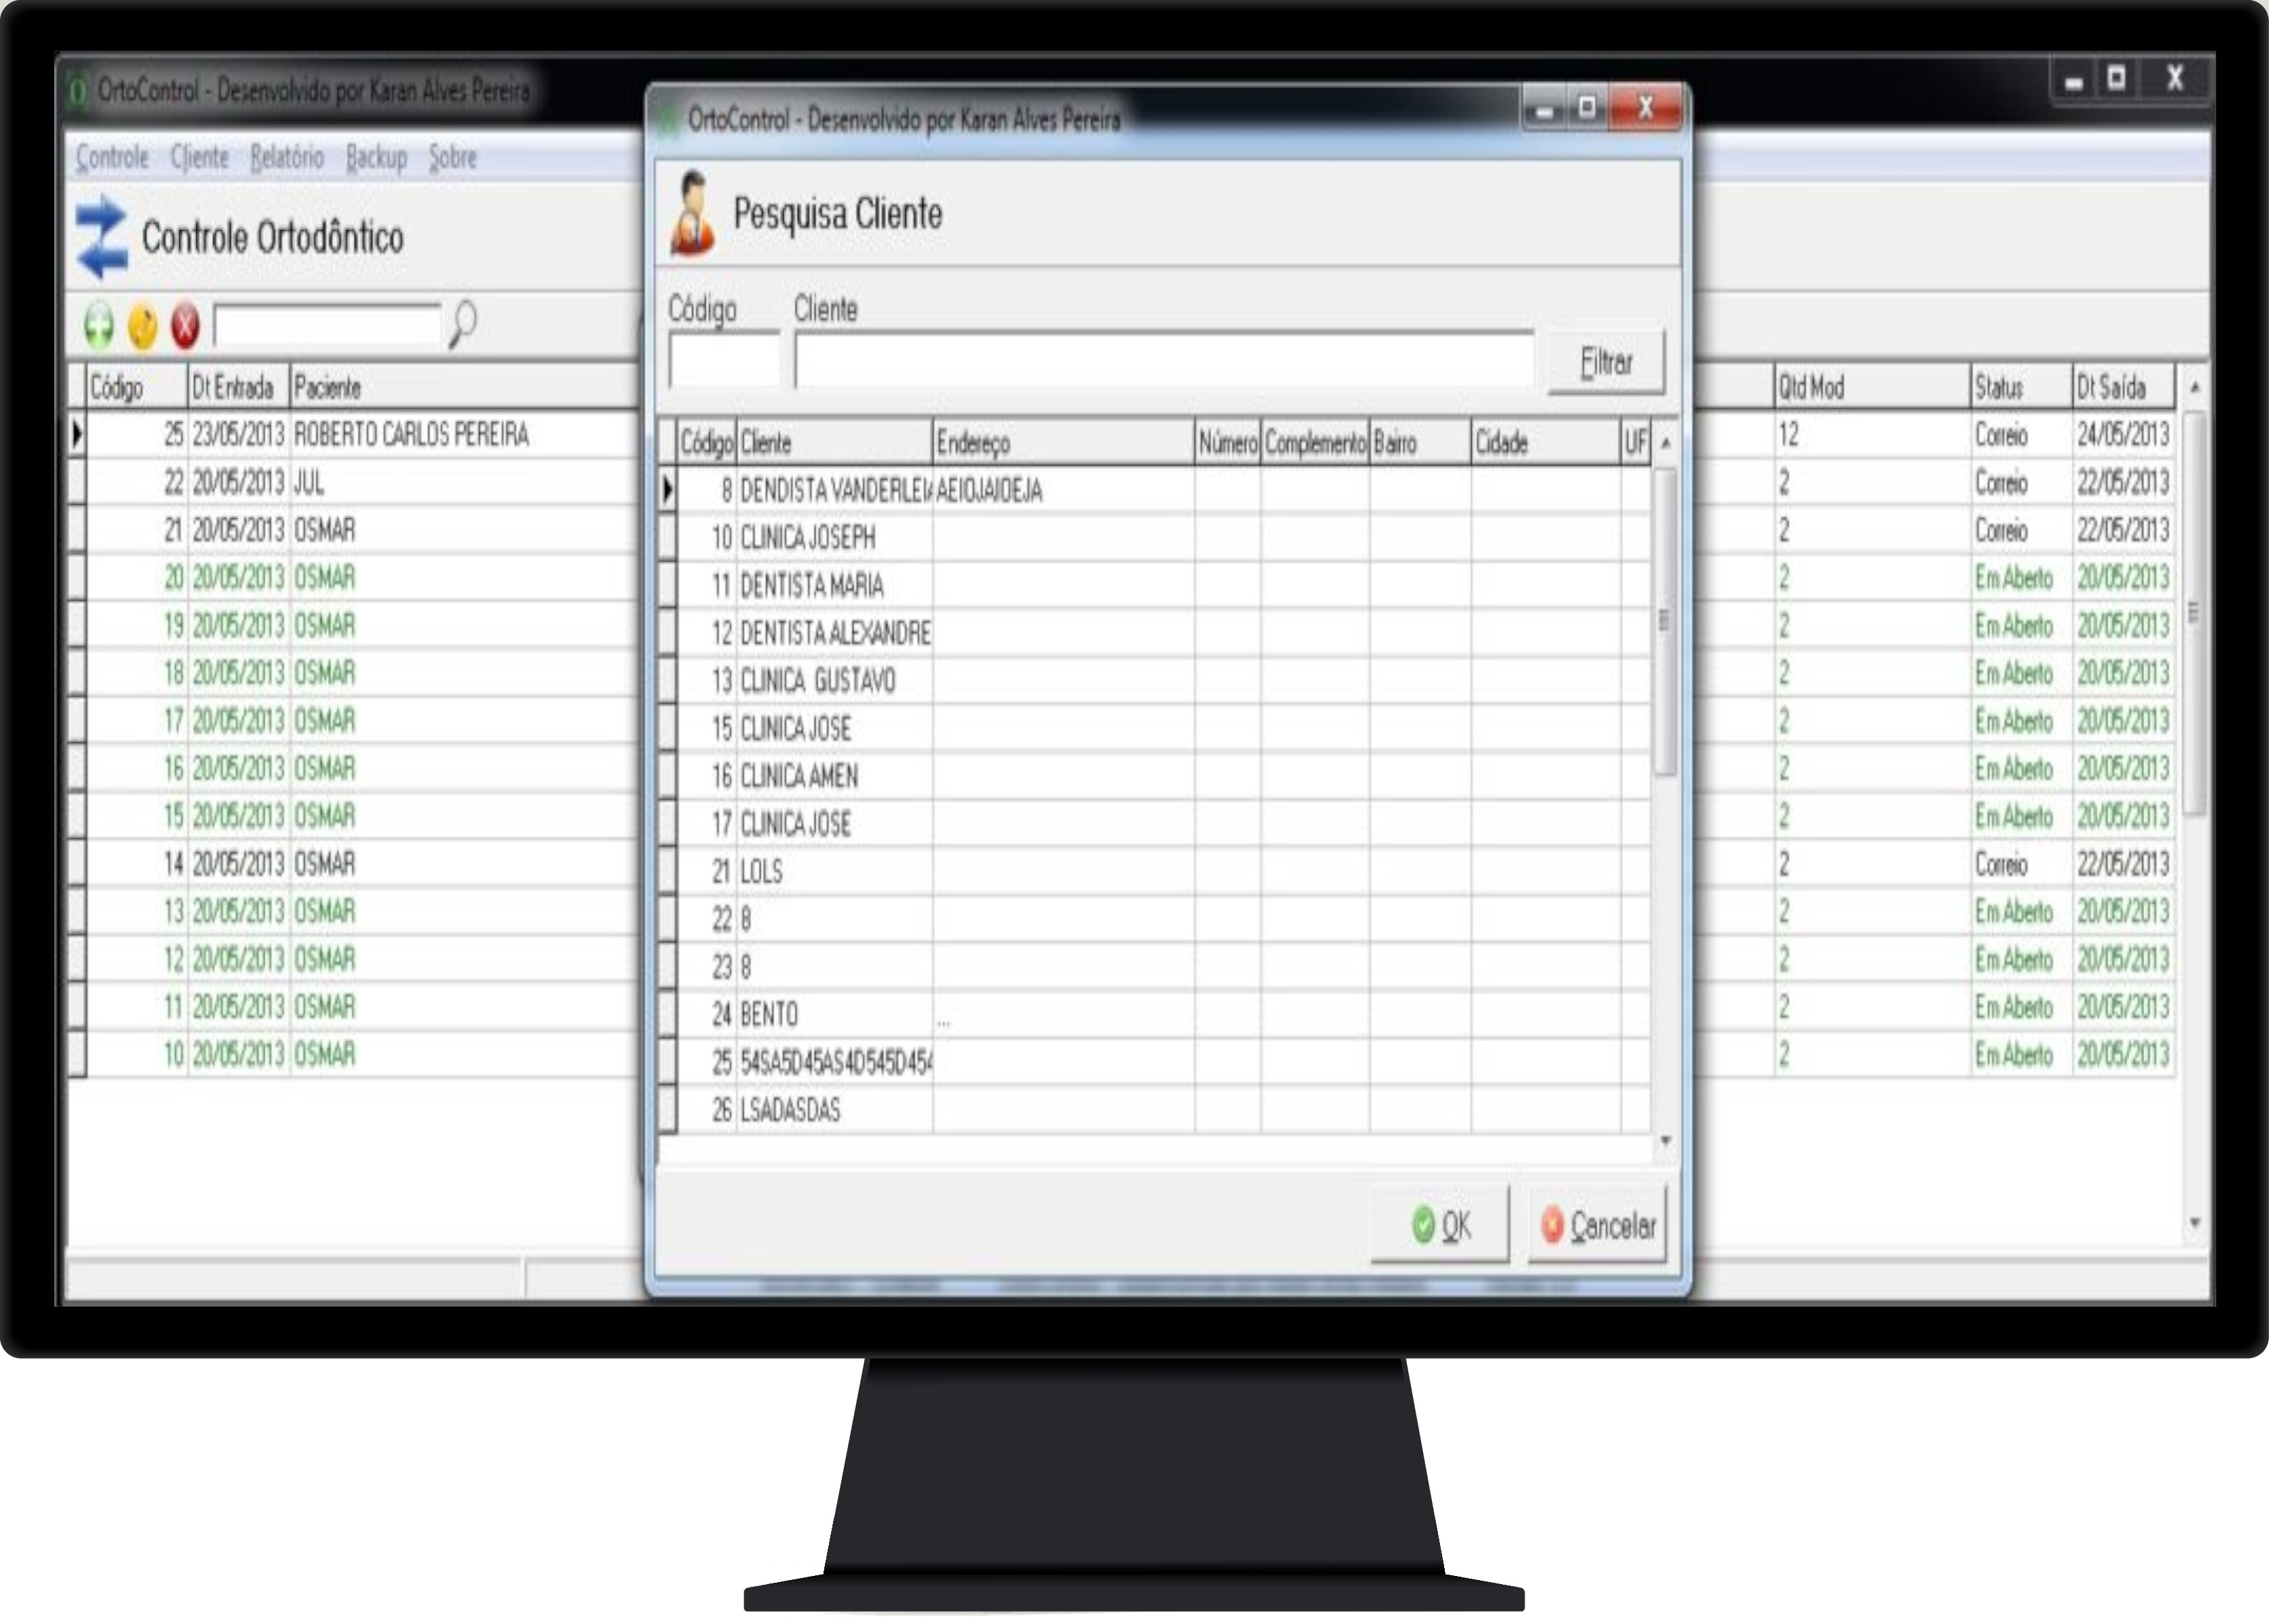 OrtoControl - Desenvolvido por Karan Alves Pereira
Controle Cliente Relatório Backup Sobre
Controle Ortodôntico
Código Dt Entrada Paciente
25 23/05/2013 ROBERTO CARLOS PEREIRA
22 20/05/2013 JUL
21 20/05/2013 OSMAR
20 20/05/2013 OSMAR
19 20/05/2013 OSMAR
18 20/05/2013 OSMAR
17 20/05/2013 OSMAR
16 20/05/2013 OSMAR
15 20/05/2013 OSMAR
14 20/05/2013 OSMAR
13 20/05/2013 OSMAR
12 20/05/2013 OSMAR
11 20/05/2013 OSMAR
10 20/05/2013 OSMAR
OrtoControl - Desenvolvido por Karan Alves Pereira
Pesquisa Cliente
Código Cliente
Filtrar
Código Cliente Endereço Número Complemento Bairro Cidade UF
8 DENDISTA VANDERLEIA AEIOJAIOEJA
10 CLINICA JOSEPH
11 DENTISTA MARIA
12 DENTISTA ALEXANDRE
13 CLINICA GUSTAVO
15 CLINICA JOSE
16 CLINICA AMEN
17 CLINICA JOSE
21 LOLS
22 8
23 8
24 BENTO ...
25 54SA5D45AS4D545D454
26 LSADASDAS
OK Cancelar
Qtd Mod Status Dt Saída
12 Correio 24/05/2013
2 Correio 22/05/2013
2 Correio 22/05/2013
2 Em Aberto 20/05/2013
2 Em Aberto 20/05/2013
2 Em Aberto 20/05/2013
2 Em Aberto 20/05/2013
2 Em Aberto 20/05/2013
2 Em Aberto 20/05/2013
2 Correio 22/05/2013
2 Em Aberto 20/05/2013
2 Em Aberto 20/05/2013
2 Em Aberto 20/05/2013
2 Em Aberto 20/05/2013